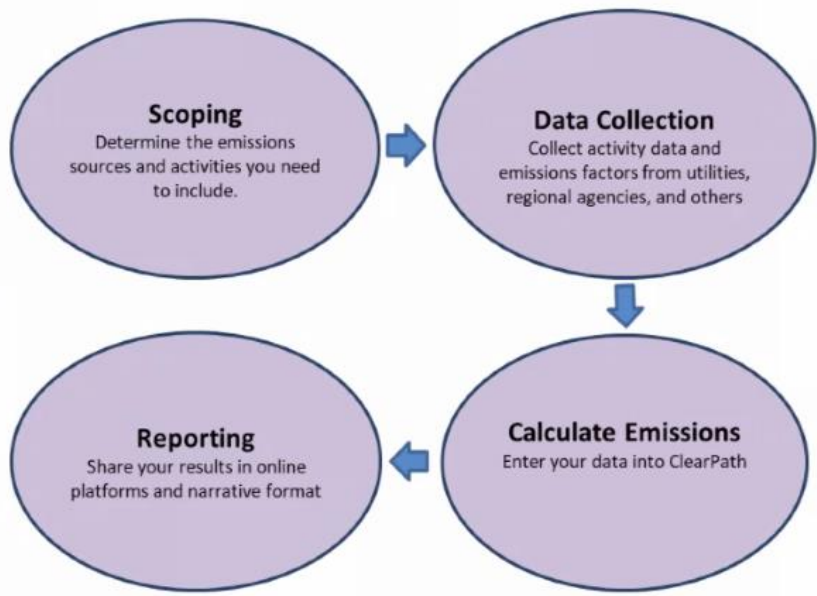 Scoping
Determine the emissions
sources and activities you need
to include.
Data Collection
Collect activity data and
emissions factors from utilities,
regional agencies, and others
Calculate Emissions
Enter your data into ClearPath
Reporting
Share your results in online
platforms and narrative format